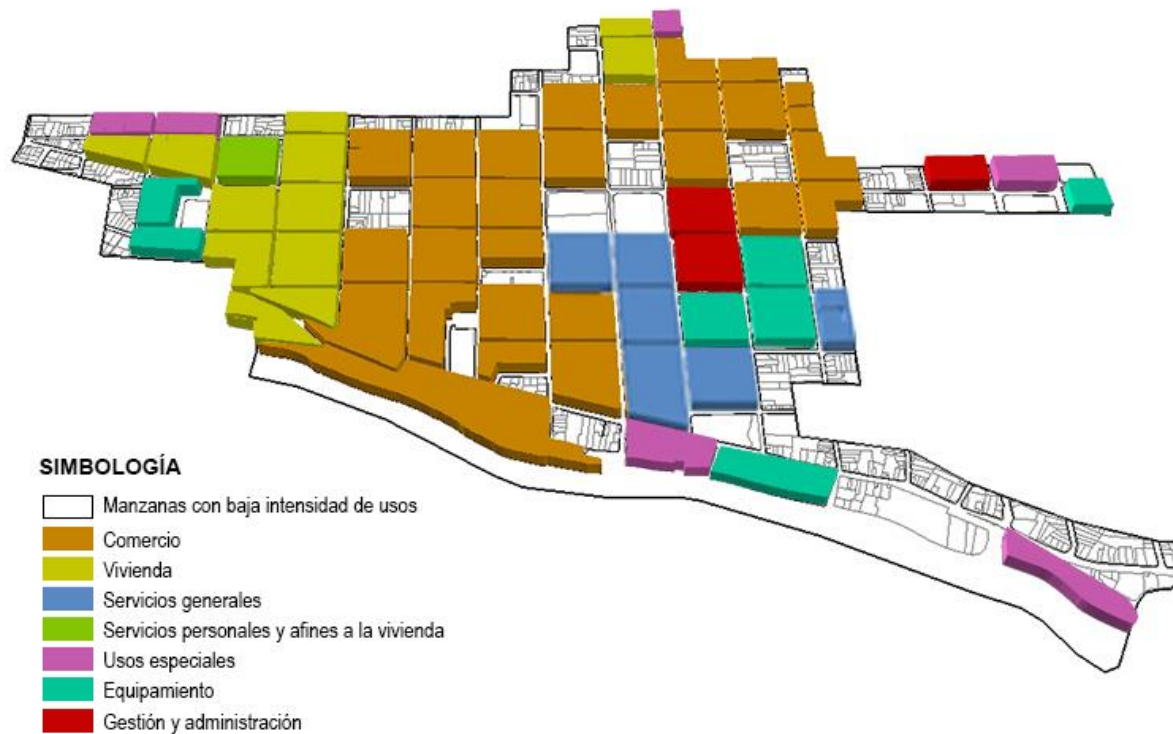 SIMBOLOGÍA
Manzanas con baja intensidad de usos
Comercio
Vivienda
Servicios generales
Servicios personales y afines a la vivienda
Usos especiales
Equipamiento
Gestión y administración